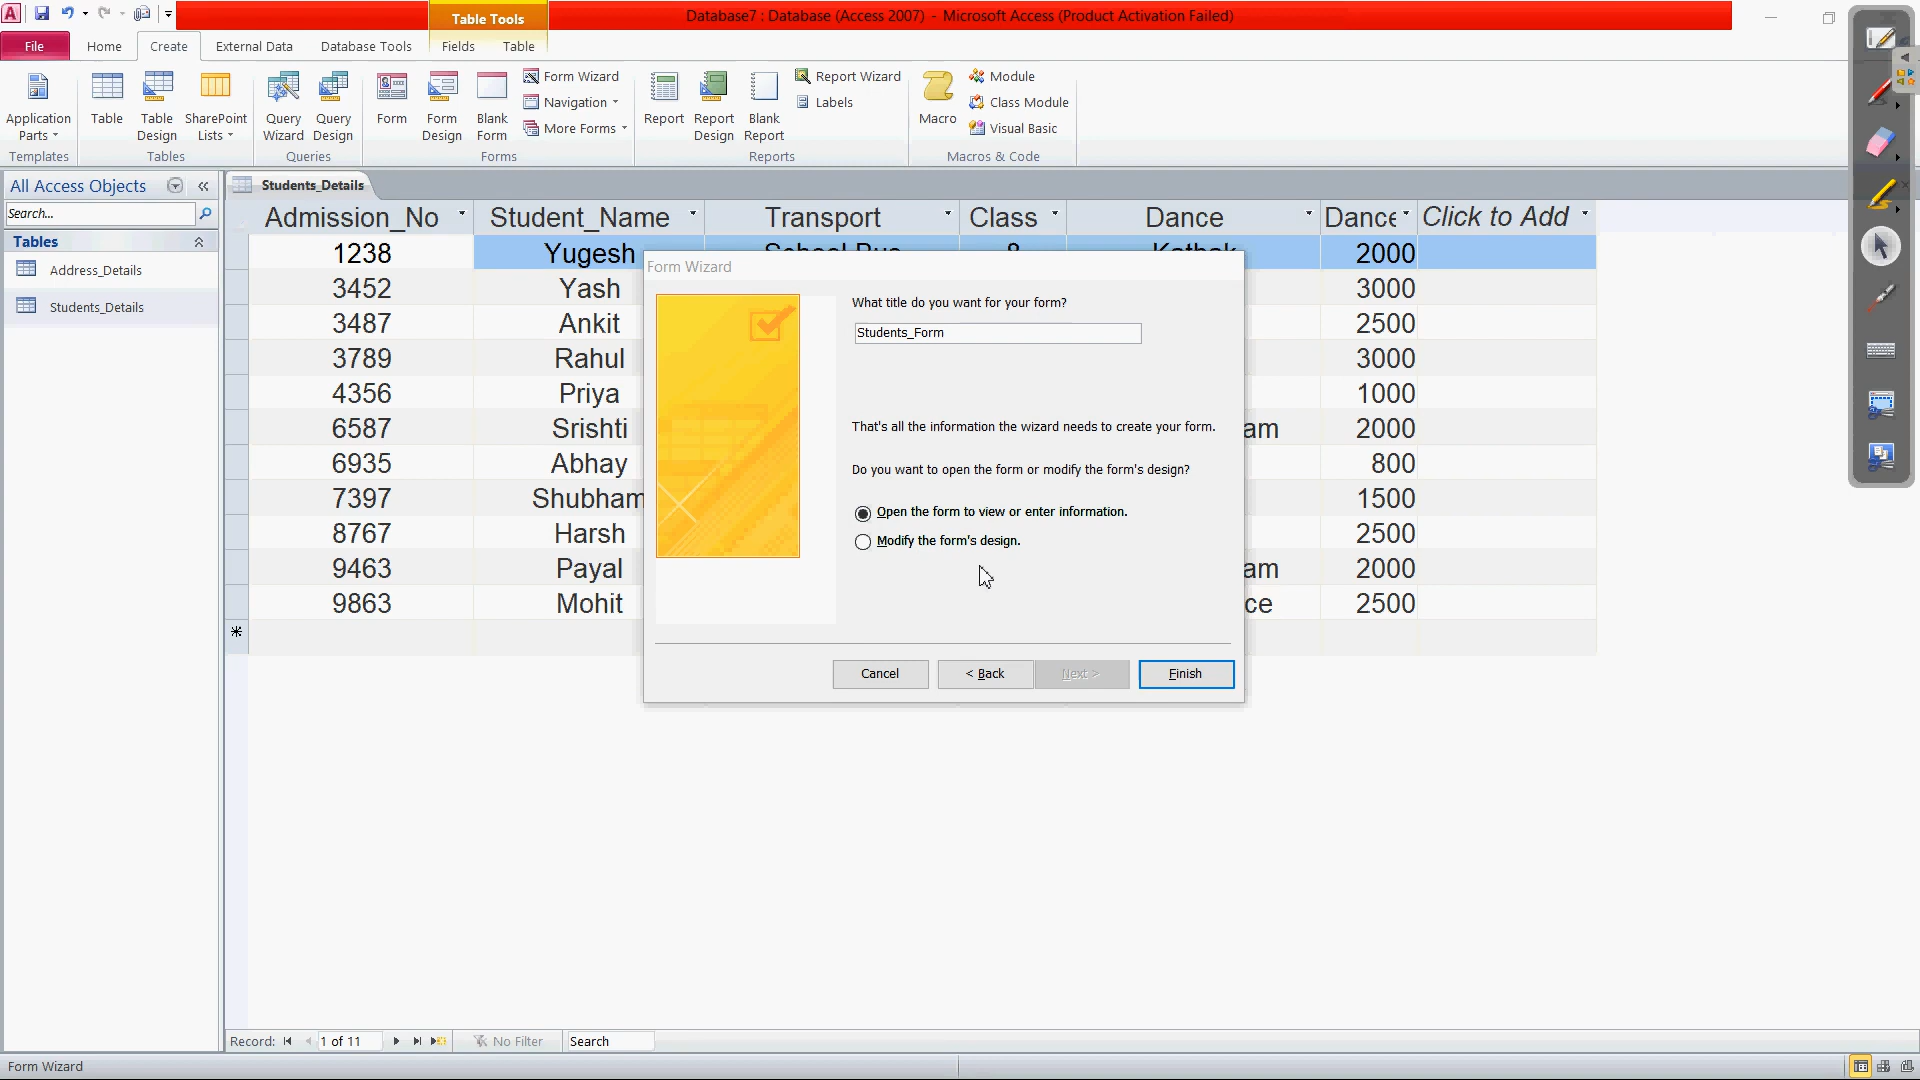 Table Tools
Database7 : Database (Access 2007) - Microsoft Access (Product Activation Failed)
File Home Create External Data Database Tools Fields Table
Application Parts
Table
Table Design
SharePoint Lists
Query Wizard
Query Design
Form
Form Design
Blank Form
Form Wizard
Navigation
More Forms
Report
Report Design
Blank Report
Report Wizard
Labels
Macro
Module
Class Module
Visual Basic
Templates Tables Queries Forms Reports Macros & Code
All Access Objects
Search...
Tables
Address_Details
Students_Details
Students_Details
Admission_No Student_Name Transport Class Dance Dance Click to Add
1238 Yugesh School Bus 8 Kathak 2000
3452 Yash 3000
3487 Ankit 2500
3789 Rahul 3000
4356 Priya 1000
6587 Srishti am 2000
6935 Abhay 800
7397 Shubham 1500
8767 Harsh 2500
9463 Payal am 2000
9863 Mohit ce 2500
Form Wizard
What title do you want for your form?
Students_Form
That's all the information the wizard needs to create your form.
Do you want to open the form or modify the form's design?
Open the form to view or enter information.
Modify the form's design.
Cancel < Back Next > Finish
Record: 1 of 11 No Filter Search
Form Wizard